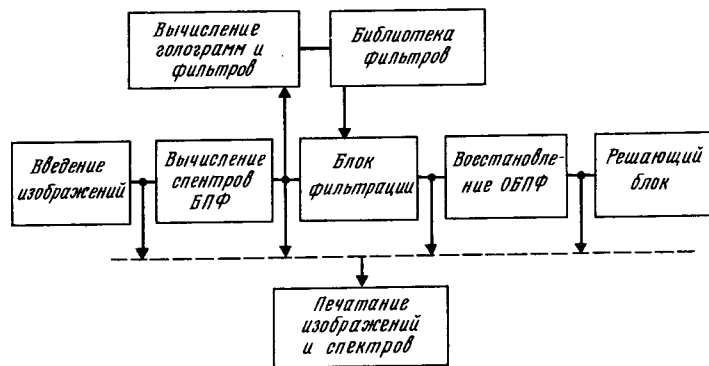 Вычисление
голограмм и
фильтров
Библиотека
фильтров
Введение
изображений
Вычисление
спектров
БПФ
Блок
фильтрации
Восстановле-
ние ОБПФ
Решающий
блок
Печатание
изображений
и спектров